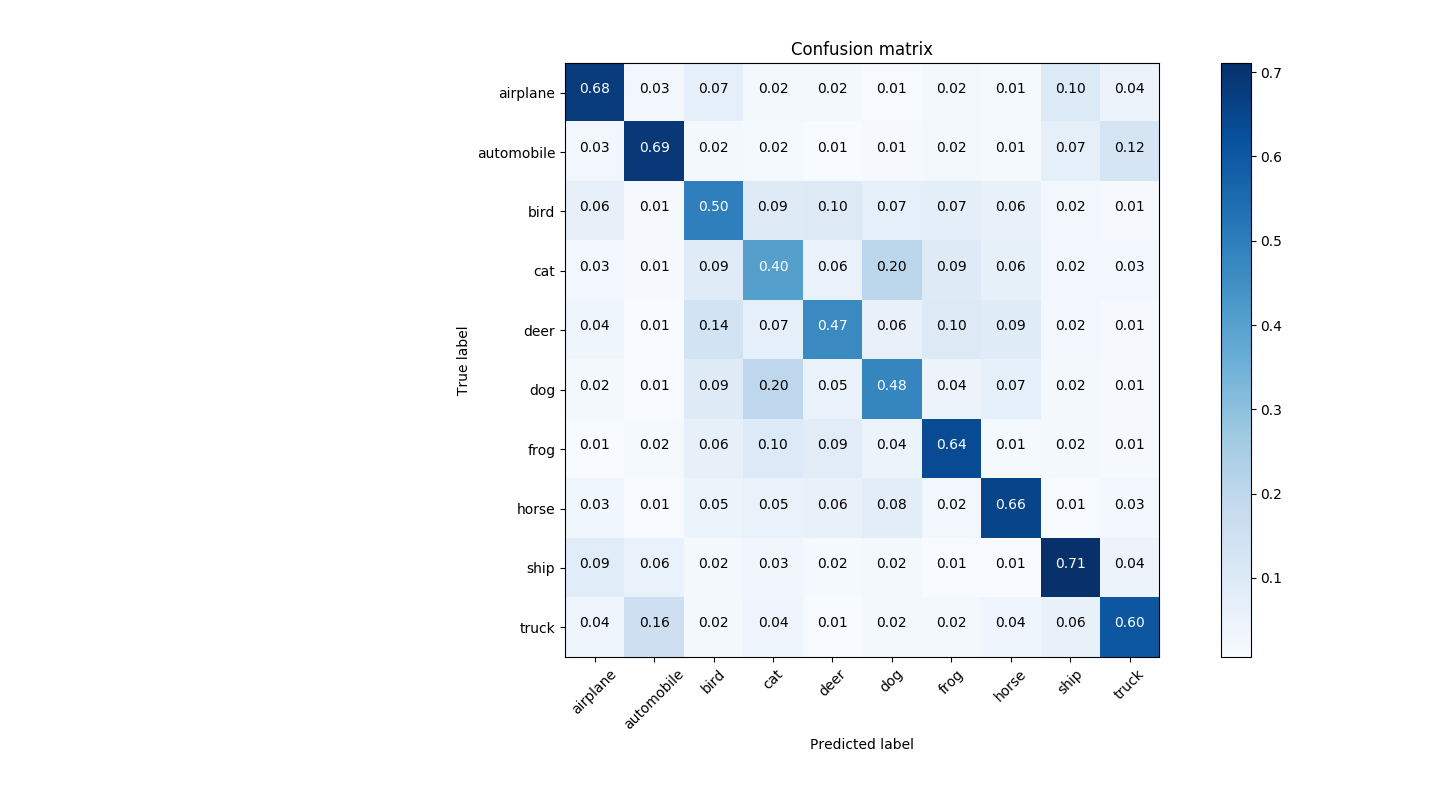 Confusion matrix
airplane 0.68 0.03 0.07 0.02 0.02 0.01 0.02 0.01 0.10 0.04
automobile 0.03 0.69 0.02 0.02 0.01 0.01 0.02 0.01 0.07 0.12
bird 0.06 0.01 0.50 0.09 0.10 0.07 0.07 0.06 0.02 0.01
cat 0.03 0.01 0.09 0.40 0.06 0.20 0.09 0.06 0.02 0.03
deer 0.04 0.01 0.14 0.07 0.47 0.06 0.10 0.09 0.02 0.01
dog 0.02 0.01 0.09 0.20 0.05 0.48 0.04 0.07 0.02 0.01
frog 0.01 0.02 0.06 0.10 0.09 0.04 0.64 0.01 0.02 0.01
horse 0.03 0.01 0.05 0.05 0.06 0.08 0.02 0.66 0.01 0.03
ship 0.09 0.06 0.02 0.03 0.02 0.02 0.01 0.01 0.71 0.04
truck 0.04 0.16 0.02 0.04 0.01 0.02 0.02 0.04 0.06 0.60
airplane automobile bird cat deer dog frog horse ship truck
Predicted label
True label
0.7
0.6
0.5
0.4
0.3
0.2
0.1